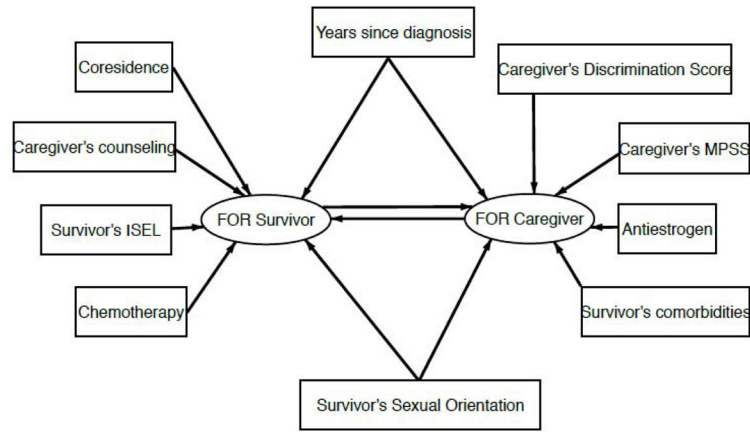 Years since diagnosis
Coresidence
Caregiver's Discrimination Score
Caregiver's counseling
Caregiver's MPSS
FOR Survivor
FOR Caregiver
Survivor's ISEL
Antiestrogen
Chemotherapy
Survivor's comorbidities
Survivor's Sexual Orientation